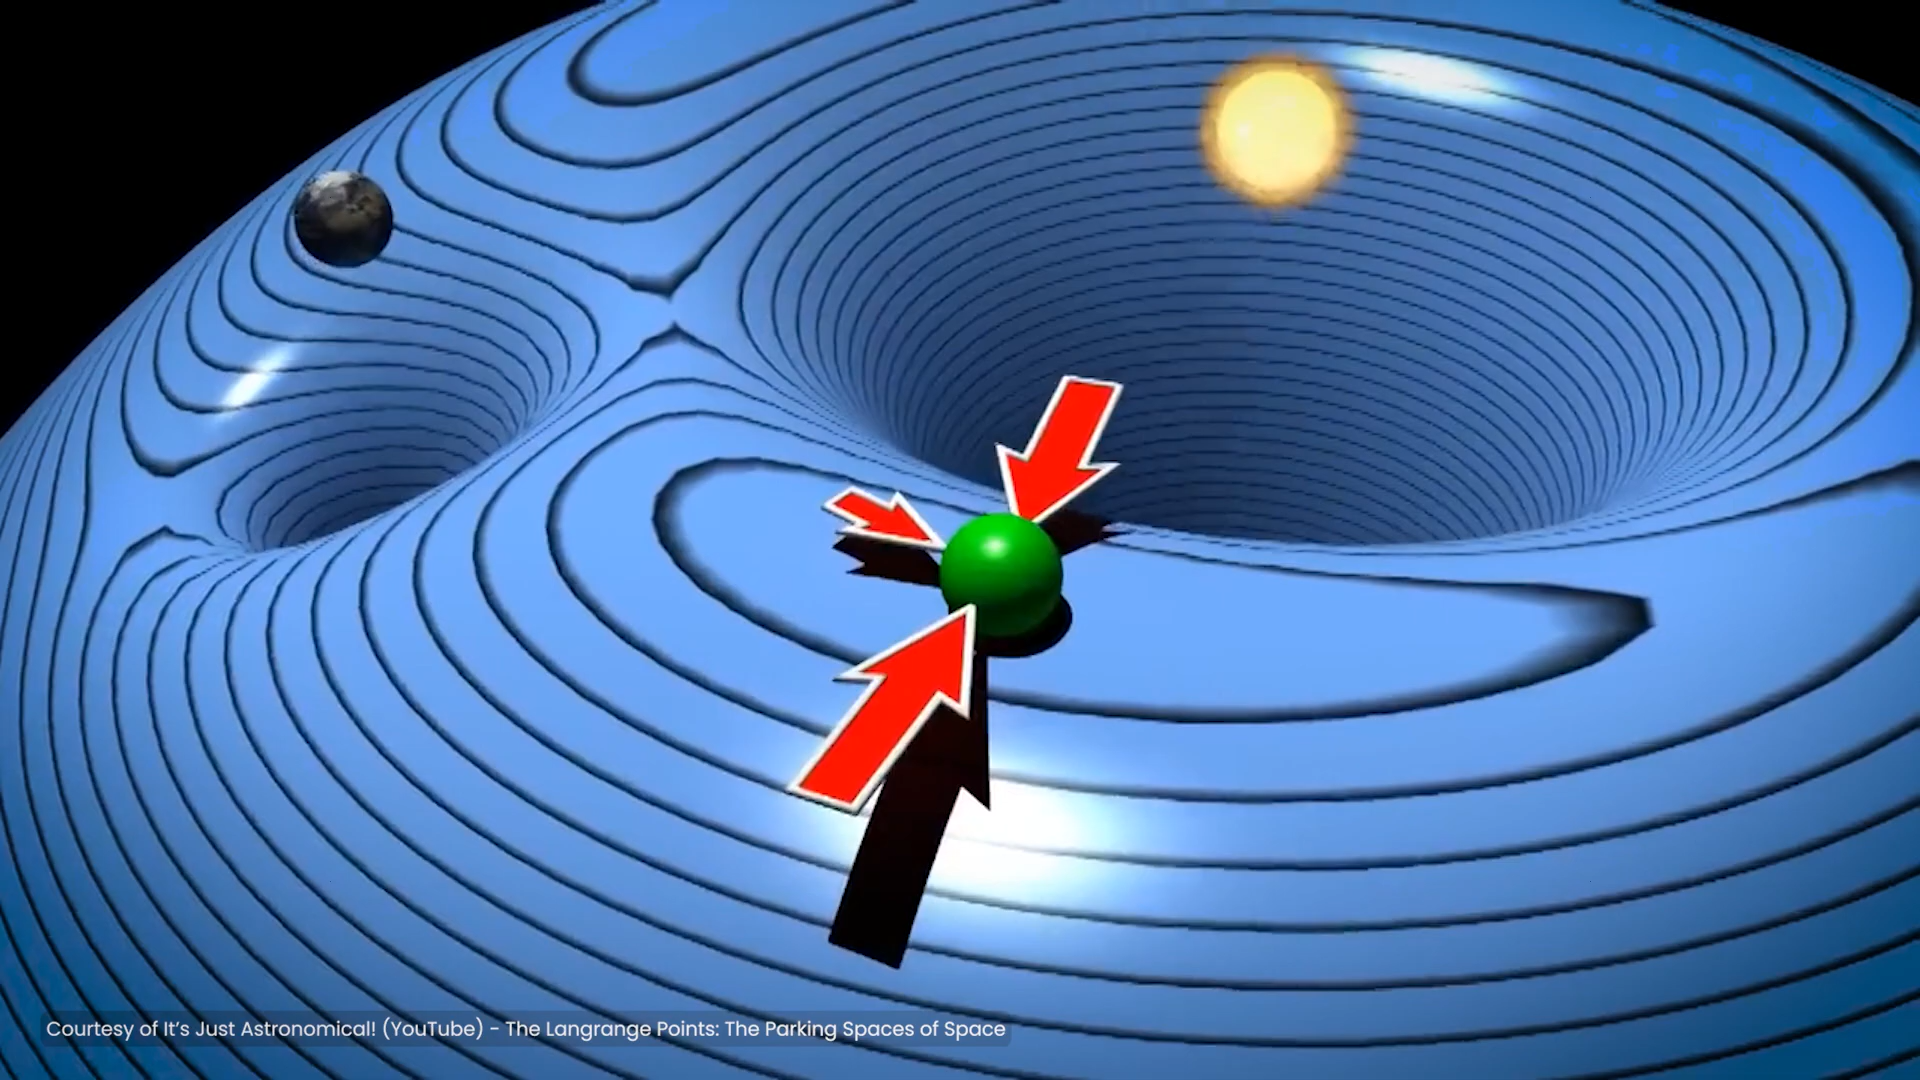 Courtesy of It’s Just Astronomical! (YouTube) - The Langrange Points: The Parking Spaces of Space